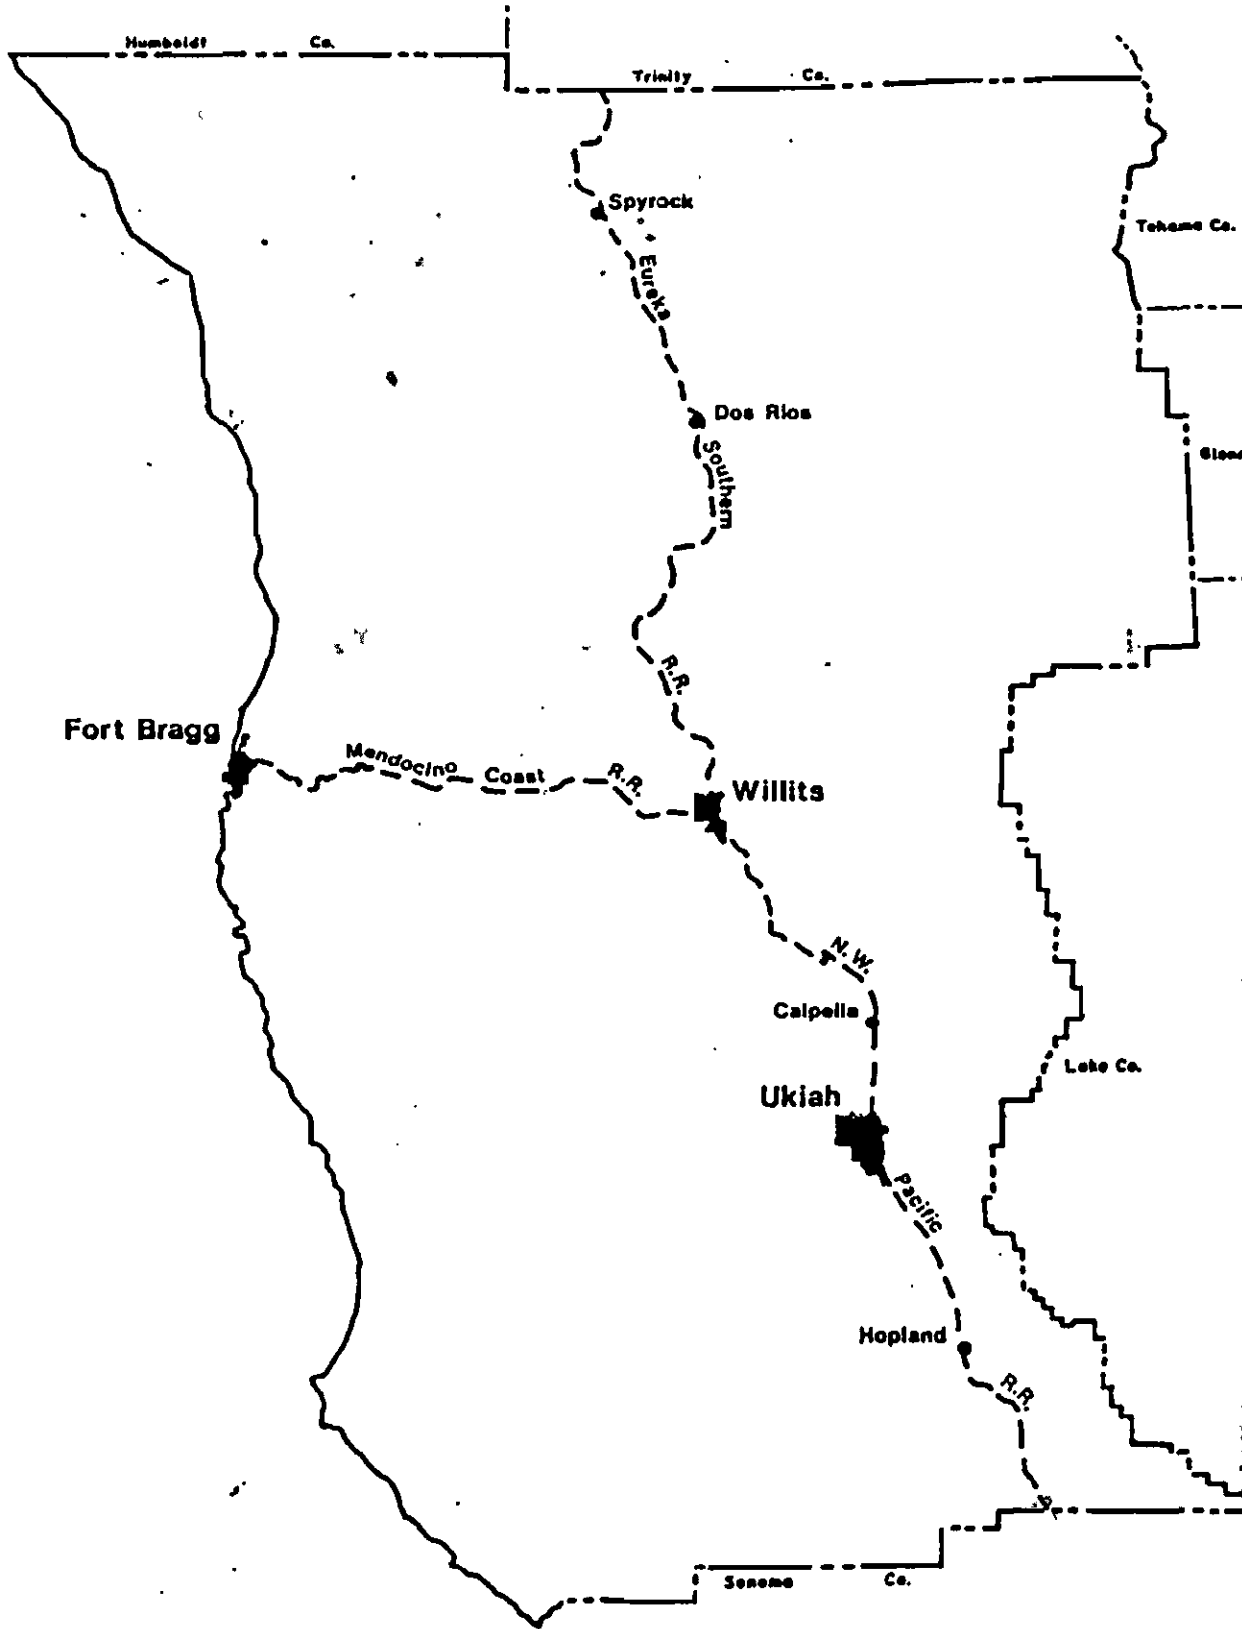 Humboldt Co.
Trinity Co.
Spyrock
Tehama Co.
Eureka
Dos Rios
Southern
Glenn
R.R.
Fort Bragg
Mendocino Coast R.R.
Willits
N.W.
Calpella
Lake Co.
Ukiah
Pacific
Hopland
R.R.
Sonoma Co.